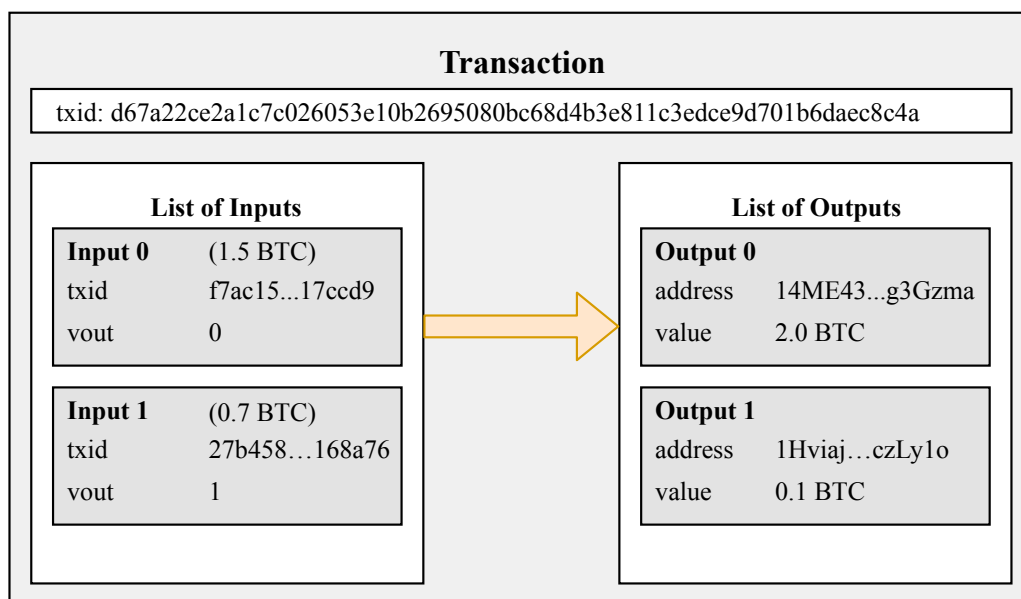 Transaction
txid: d67a22ce2a1c7c026053e10b2695080bc68d4b3e811c3edce9d701b6daec8c4a
List of Inputs
Input 0 (1.5 BTC)
txid f7ac15...17ccd9
vout 0
Input 1 (0.7 BTC)
txid 27b458…168a76
vout 1
List of Outputs
Output 0
address 14ME43...g3Gzma
value 2.0 BTC
Output 1
address 1Hviaj…czLy1o
value 0.1 BTC